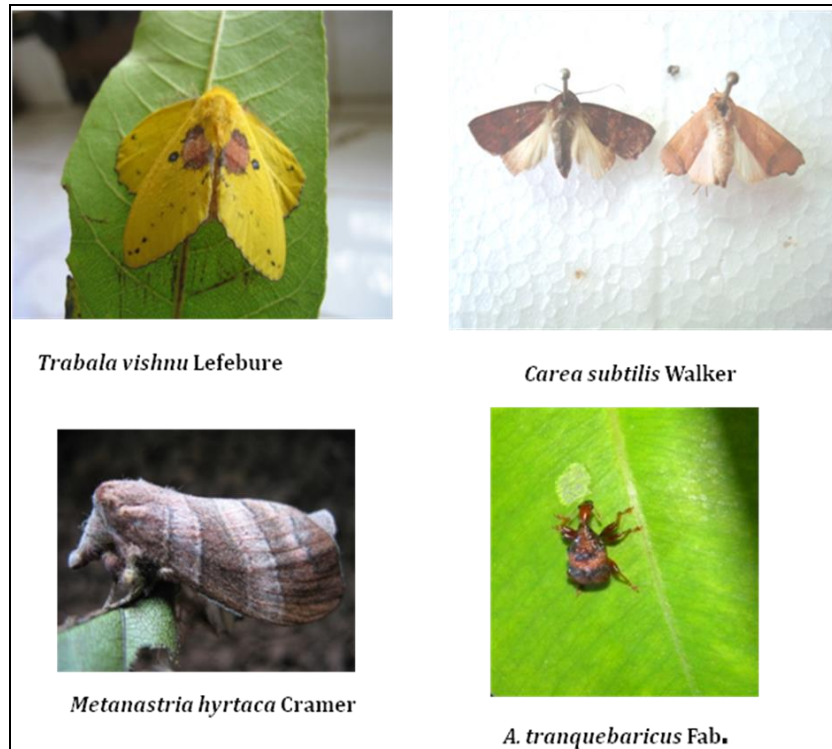 Trabala vishnu Lefebure
Carea subtilis Walker
Metanastria hyrtaca Cramer
A. tranquebaricus Fab.